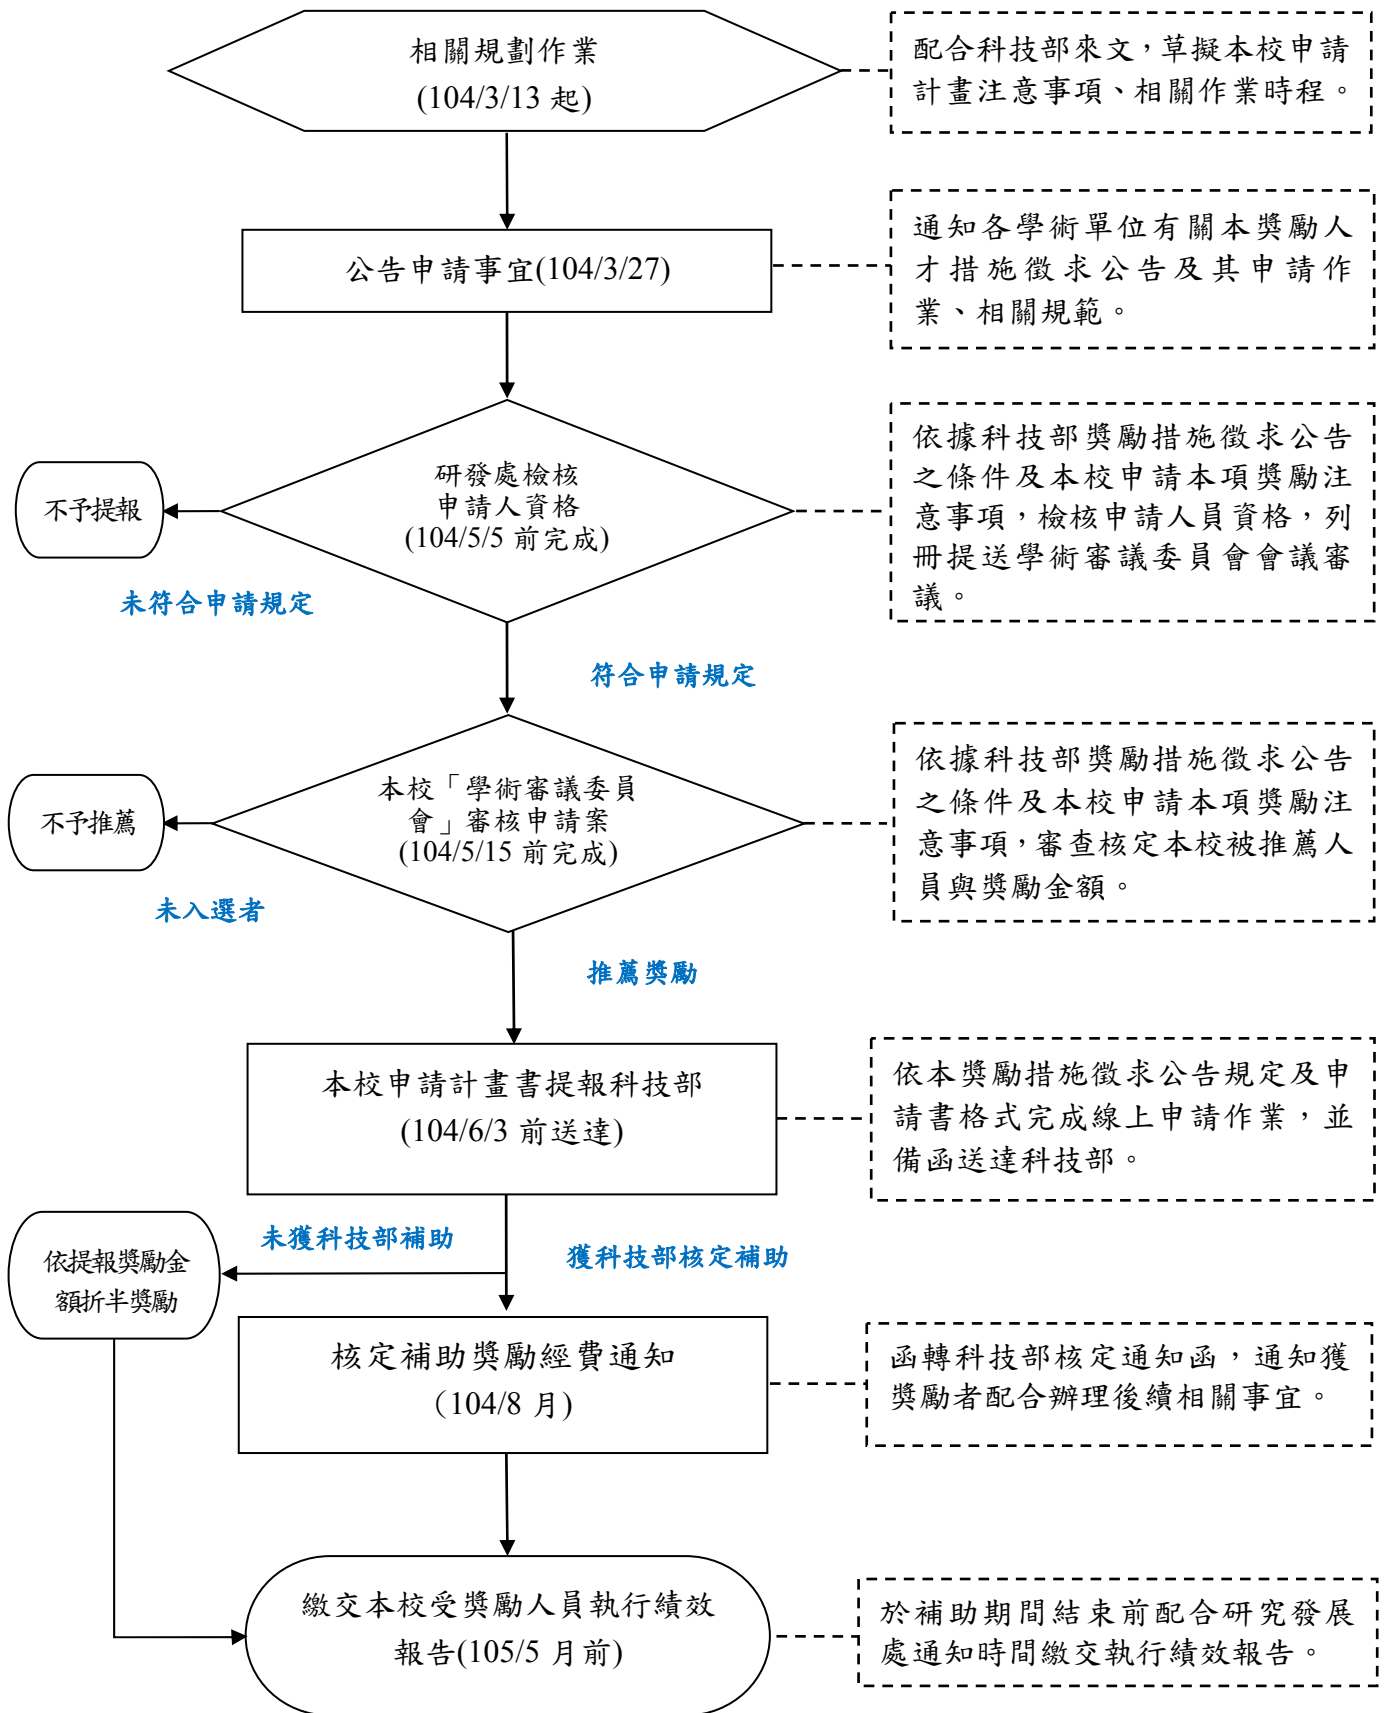 相關規劃作業
(104/3/13 起)
配合科技部來文，草擬本校申請
計畫注意事項、相關作業時程。
公告申請事宜(104/3/27)
通知各學術單位有關本獎勵人
才措施徵求公告及其申請作
業、相關規範。
研發處檢核
申請人資格
(104/5/5 前完成)
不予提報
未符合申請規定
符合申請規定
依據科技部獎勵措施徵求公告
之條件及本校申請本項獎勵注
意事項，檢核申請人員資格，列
冊提送學術審議委員會會議審
議。
本校「學術審議委員
會」審核申請案
(104/5/15 前完成)
不予推薦
未入選者
推薦獎勵
依據科技部獎勵措施徵求公告
之條件及本校申請本項獎勵注
意事項，審查核定本校被推薦人
員與獎勵金額。
本校申請計畫書提報科技部
(104/6/3 前送達)
依本獎勵措施徵求公告規定及申
請書格式完成線上申請作業，並
備函送達科技部。
未獲科技部補助
獲科技部核定補助
依提報獎勵金
額折半獎勵
核定補助獎勵經費通知
（104/8 月)
函轉科技部核定通知函，通知獲
獎勵者配合辦理後續相關事宜。
繳交本校受獎勵人員執行績效
報告(105/5 月前)
於補助期間結束前配合研究發展
處通知時間繳交執行績效報告。